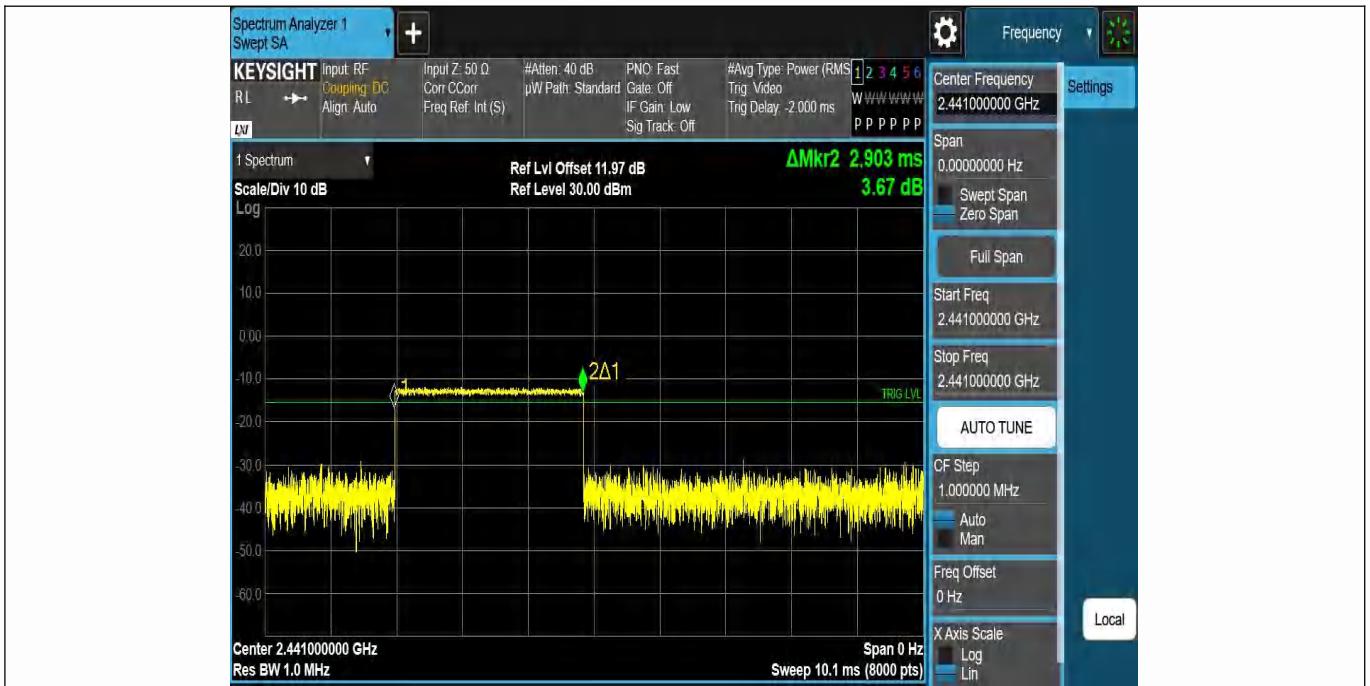 Spectrum Analyzer 1
Swept SA
+
Frequency
KEYSIGHT
RL
LXI
Input: RF
Coupling: DC
Align: Auto
Input Z: 50 Ω
Corr CCorr
Freq Ref: Int (S)
#Atten: 40 dB
µW Path: Standard
PNO: Fast
Gate: Off
IF Gain: Low
Sig Track: Off
#Avg Type: Power (RMS
Trig: Video
Trig Delay: -2.000 ms
1 2 3 4 5 6
W W W W W W
P P P P P P
1 Spectrum
Scale/Div 10 dB
Log
Ref Lvl Offset 11.97 dB
Ref Level 30.00 dBm
ΔMkr2 2.903 ms
3.67 dB
20.0
10.0
0.00
-10.0
-20.0
-30.0
-40.0
-50.0
-60.0
1
2Δ1
TRIG LVL
Center 2.441000000 GHz
Res BW 1.0 MHz
Span 0 Hz
Sweep 10.1 ms (8000 pts)
Center Frequency
2.441000000 GHz
Settings
Span
0.00000000 Hz
Swept Span
Zero Span
Full Span
Start Freq
2.441000000 GHz
Stop Freq
2.441000000 GHz
AUTO TUNE
CF Step
1.000000 MHz
Auto
Man
Freq Offset
0 Hz
X Axis Scale
Log
Lin
Local